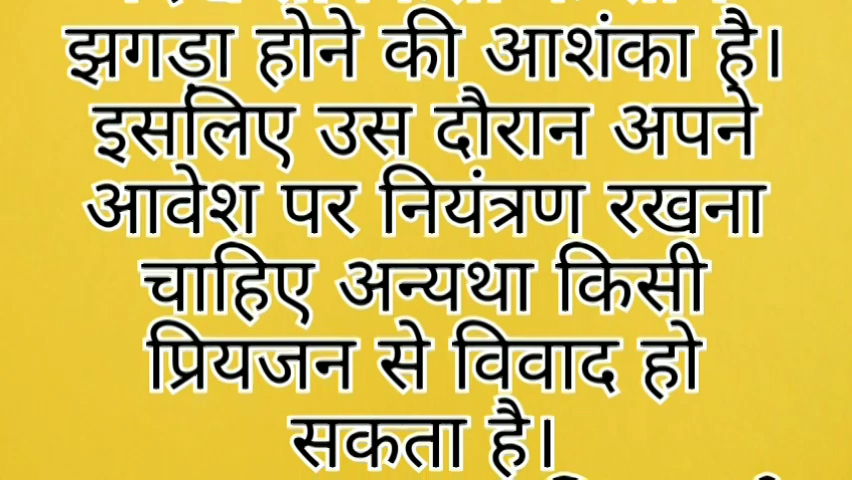 झगडा़ होने की आशंका है।
इसलिए उस दौरान अपने
आवेश पर नियंत्रण रखना
चाहिए अन्यथा किसी
प्रियजन से विवाद हो
सकता है।